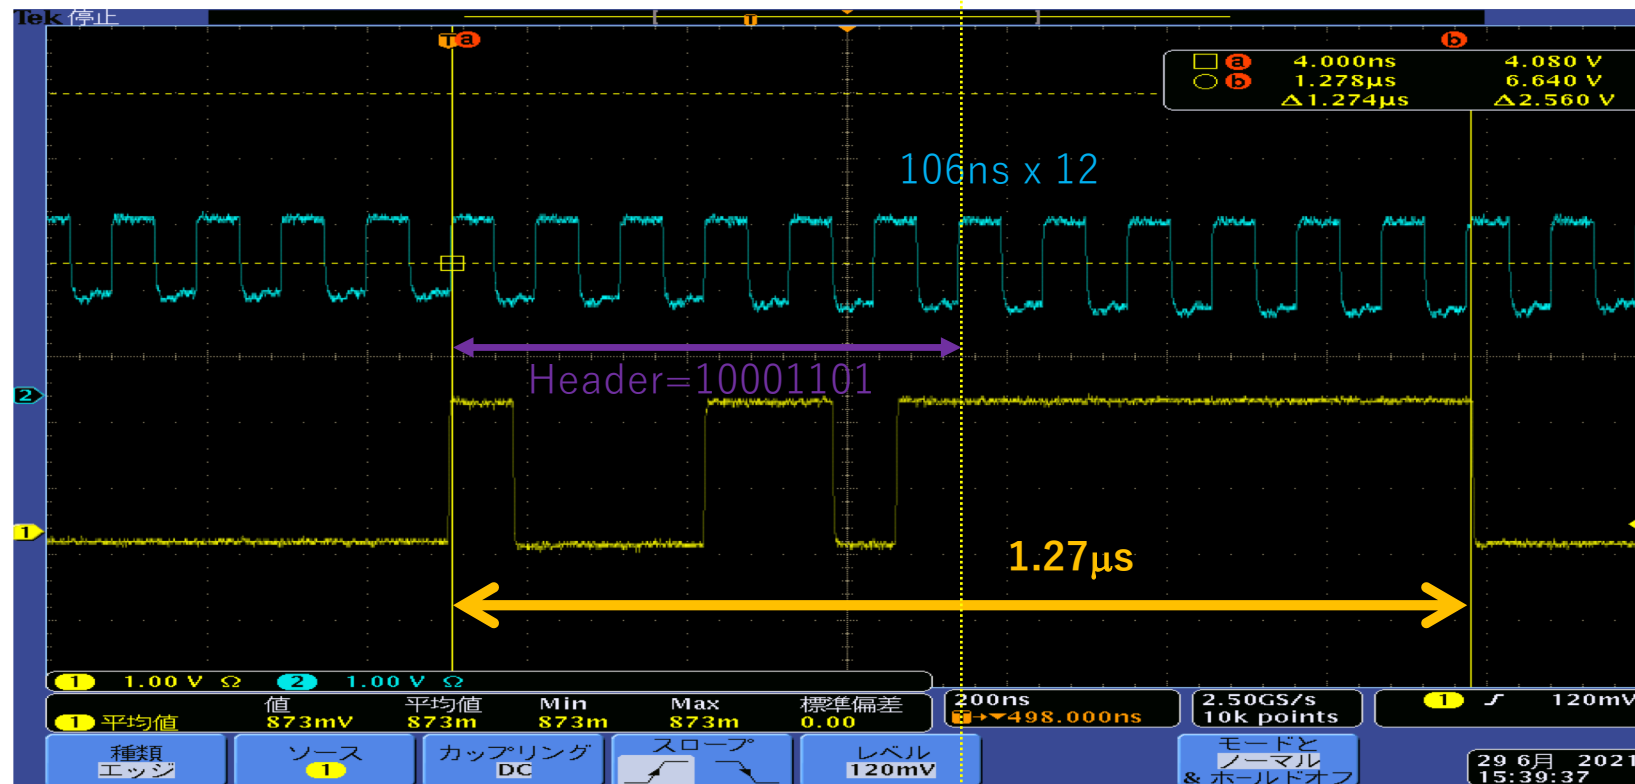 Tek 停止
T a b
a 4.000ns 4.080 V
b 1.278μs 6.640 V
Δ1.274μs Δ2.560 V
106ns x 12
Header=10001101
2
1
1.27μs
1 1.00 V Ω 2 1.00 V Ω
値 平均値 Min Max 標準偏差
1 平均値 873mV 873m 873m 873m 0.00
200ns
T→▼498.000ns
2.50GS/s
10k points
1 120mV
種類
エッジ
ソース
1
カップリング
DC
スロープ
レベル
120mV
モードと
ノーマル
& ホールドオフ
29 6月 2021
15:39:37